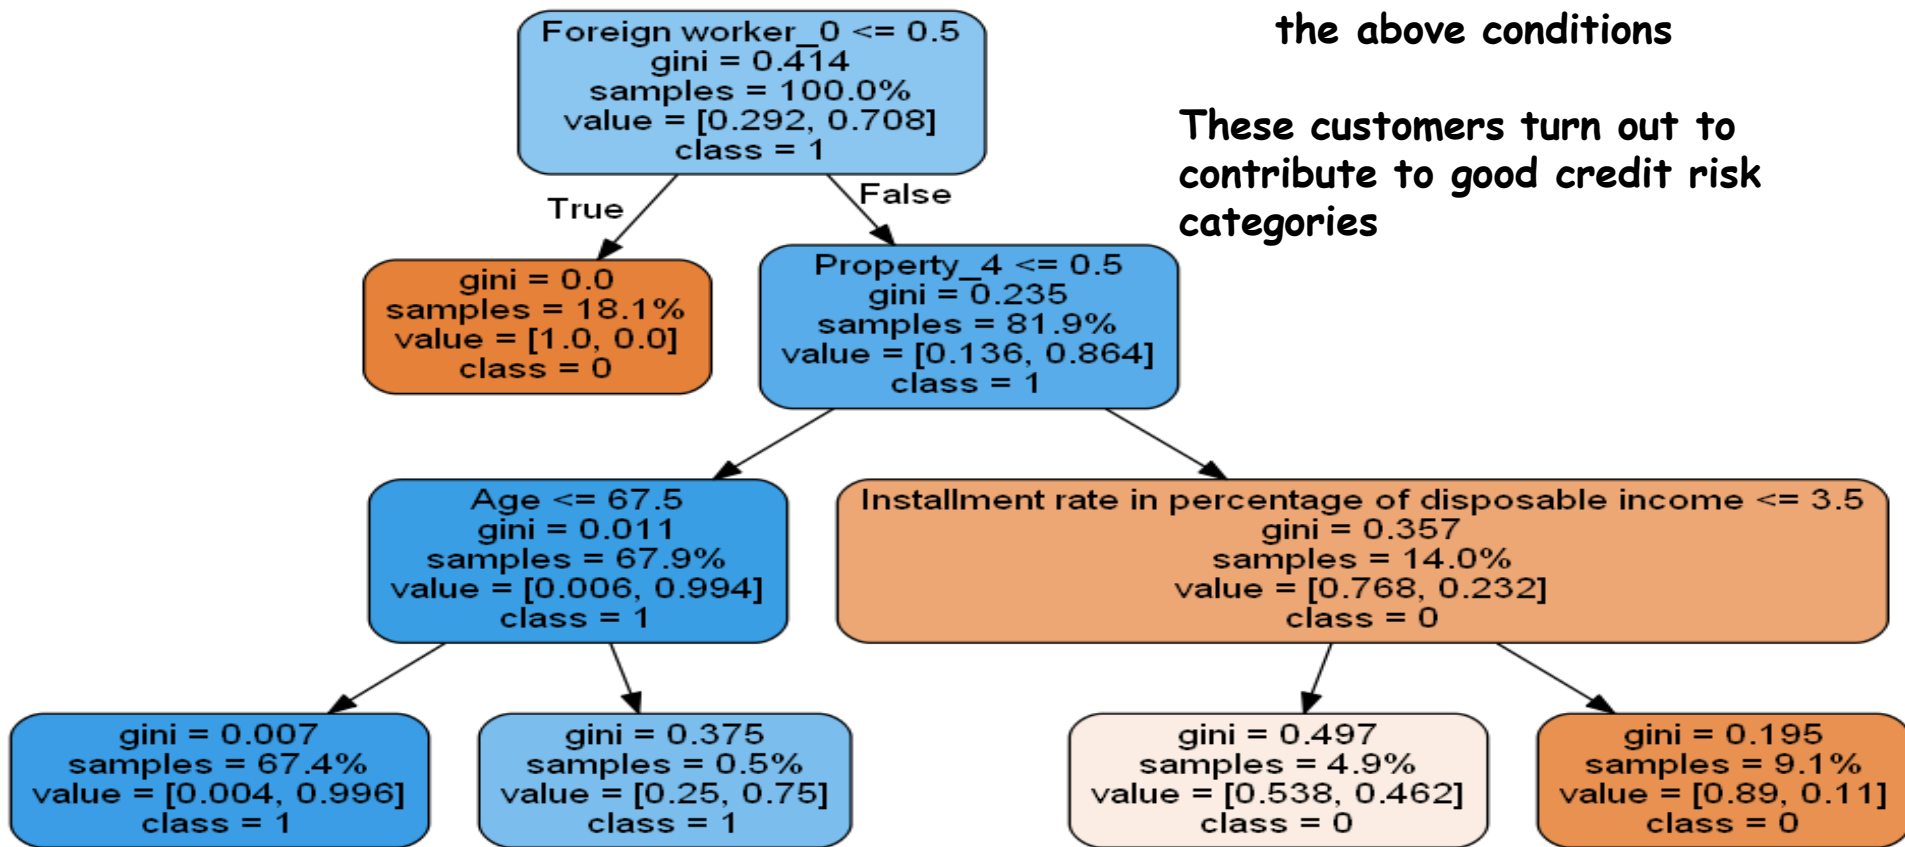 the above conditions
These customers turn out to
contribute to good credit risk
categories
Foreign worker_0 <= 0.5
gini = 0.414
samples = 100.0%
value = [0.292, 0.708]
class = 1
True
False
gini = 0.0
samples = 18.1%
value = [1.0, 0.0]
class = 0
Property_4 <= 0.5
gini = 0.235
samples = 81.9%
value = [0.136, 0.864]
class = 1
Age <= 67.5
gini = 0.011
samples = 67.9%
value = [0.006, 0.994]
class = 1
Installment rate in percentage of disposable income <= 3.5
gini = 0.357
samples = 14.0%
value = [0.768, 0.232]
class = 0
gini = 0.007
samples = 67.4%
value = [0.004, 0.996]
class = 1
gini = 0.375
samples = 0.5%
value = [0.25, 0.75]
class = 1
gini = 0.497
samples = 4.9%
value = [0.538, 0.462]
class = 0
gini = 0.195
samples = 9.1%
value = [0.89, 0.11]
class = 0